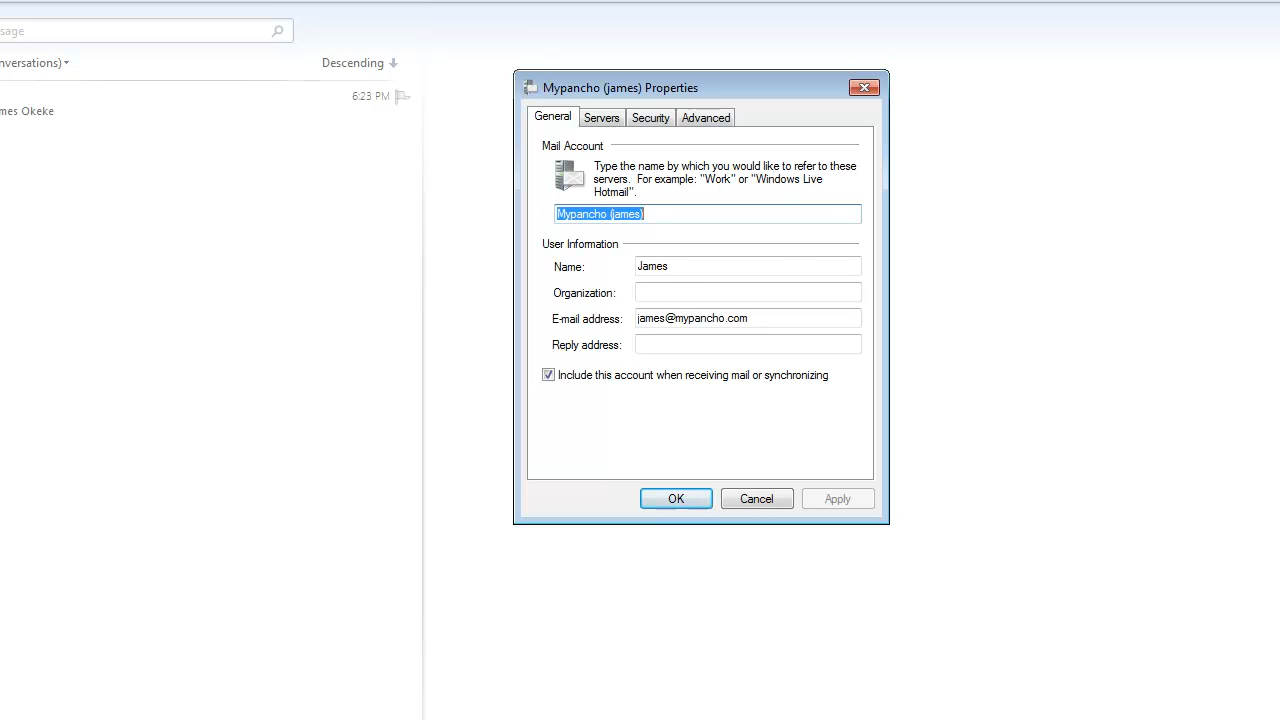 sage
nversations)
Descending
6:23 PM
mes Okeke
Mypancho (james) Properties
General Servers Security Advanced
Mail Account
Type the name by which you would like to refer to these
servers. For example: "Work" or "Windows Live
Hotmail".
Mypancho (james)
User Information
Name: James
Organization:
E-mail address: james@mypancho.com
Reply address:
Include this account when receiving mail or synchronizing
OK Cancel Apply